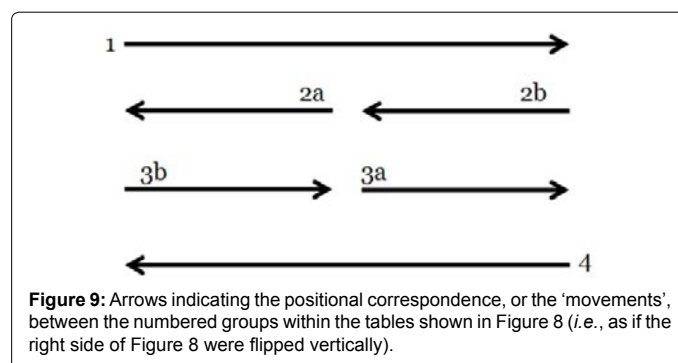 1
2a 2b
3b 3a
4
Figure 9: Arrows indicating the positional correspondence, or the ‘movements’,
between the numbered groups within the tables shown in Figure 8 (i.e., as if the
right side of Figure 8 were flipped vertically).